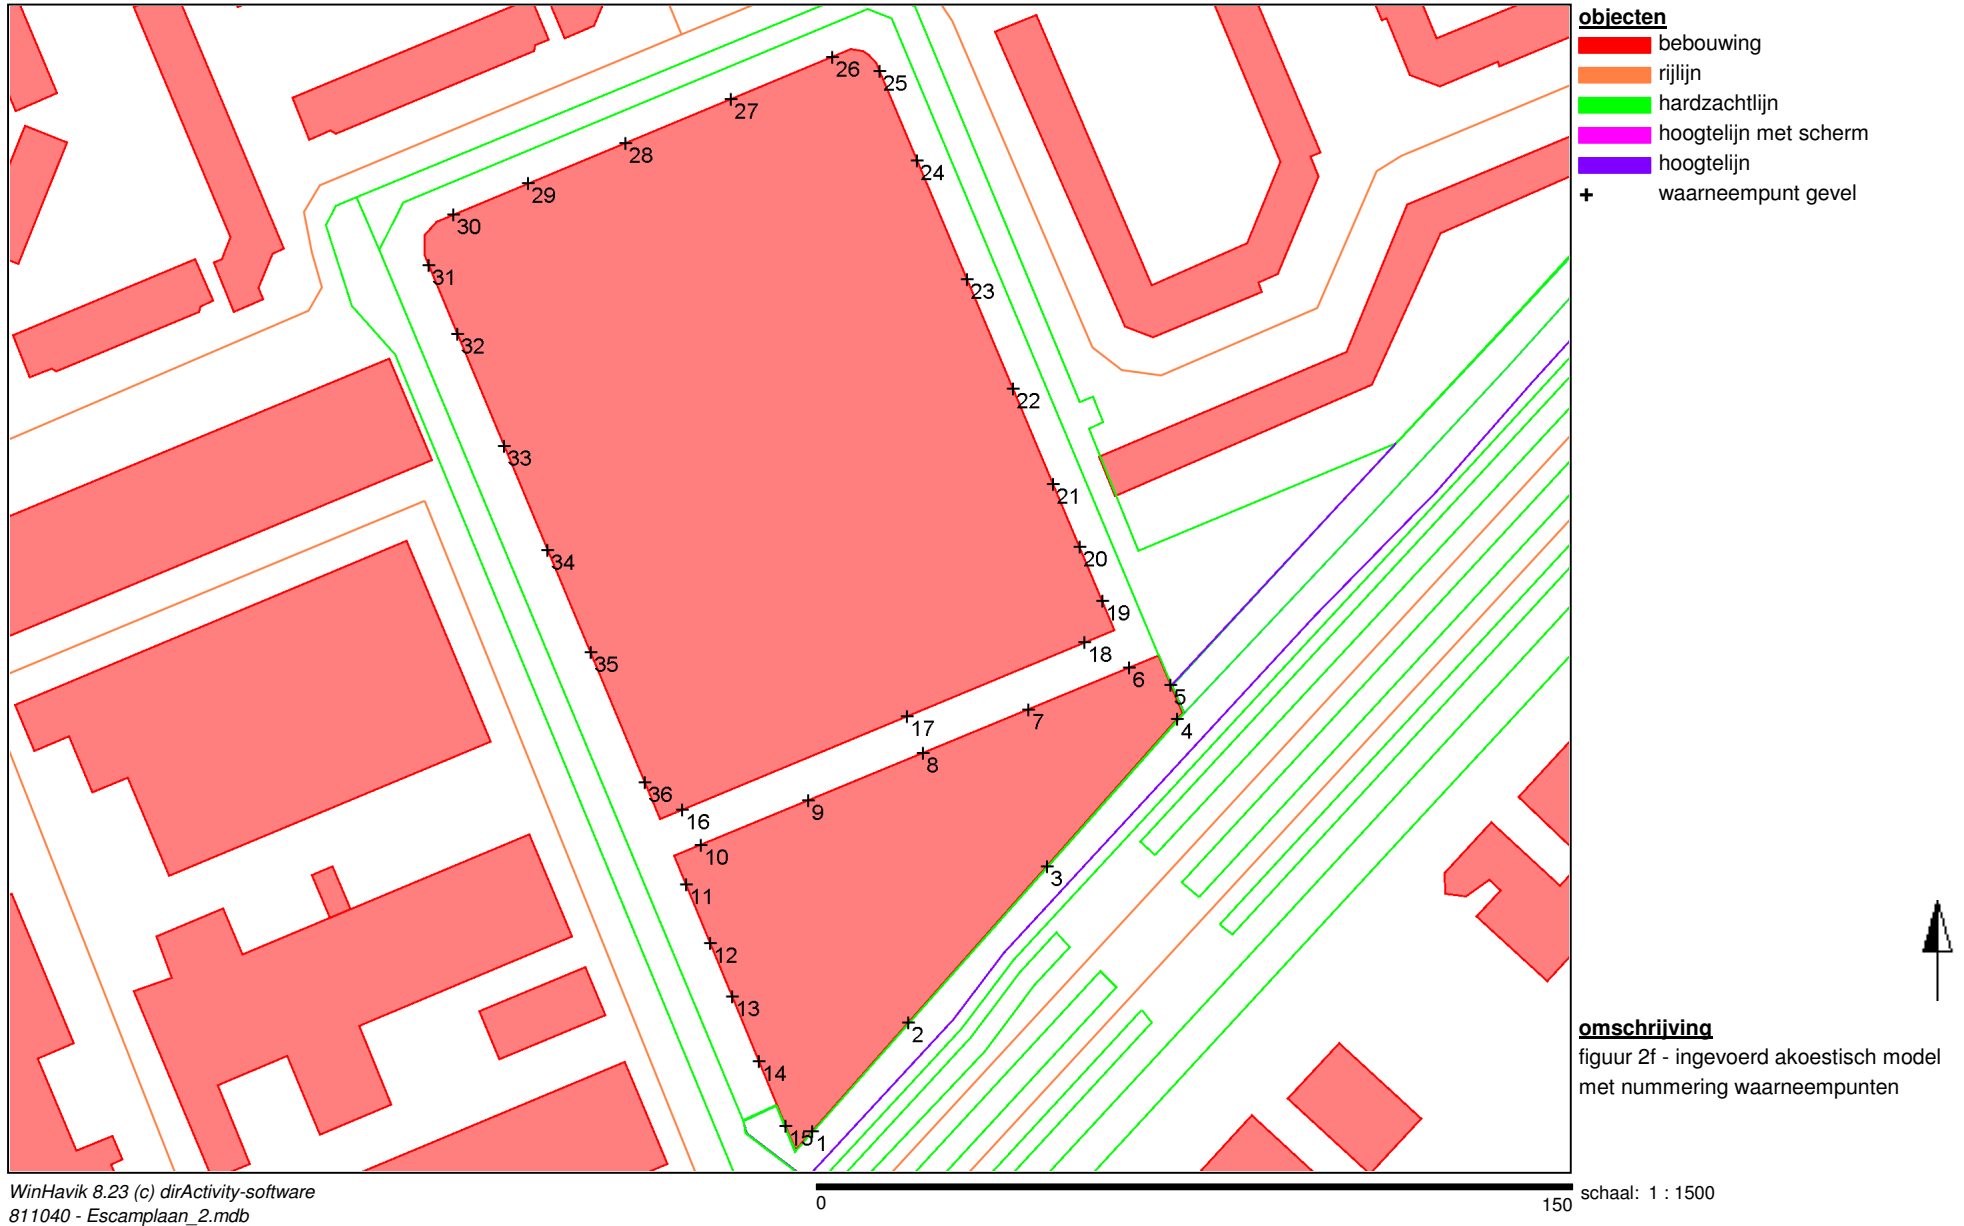 objecten
bebouwing
rijlijn
hardzachtlijn
hoogtelijn met scherm
hoogtelijn
waarneempunt gevel
26
25
27
28
24
29
30
31
23
32
22
33
21
34
20
19
35
18
6
5
7
4
17
8
36
9
16
10
3
11
12
13
2
14
15
1
omschrijving
figuur 2f - ingevoerd akoestisch model
met nummering waarneempunten
WinHavik 8.23 (c) dirActivity-software
811040 - Escamplaan_2.mdb
0
150
schaal: 1 : 1500